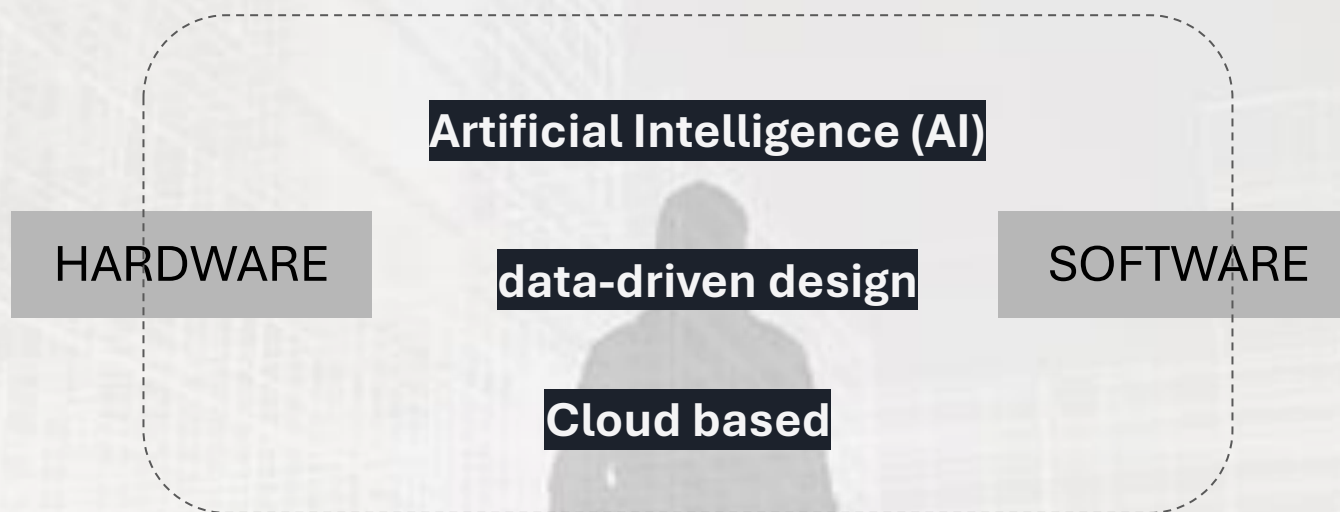 Artificial Intelligence (AI)
HARDWARE
data-driven design
SOFTWARE
Cloud based